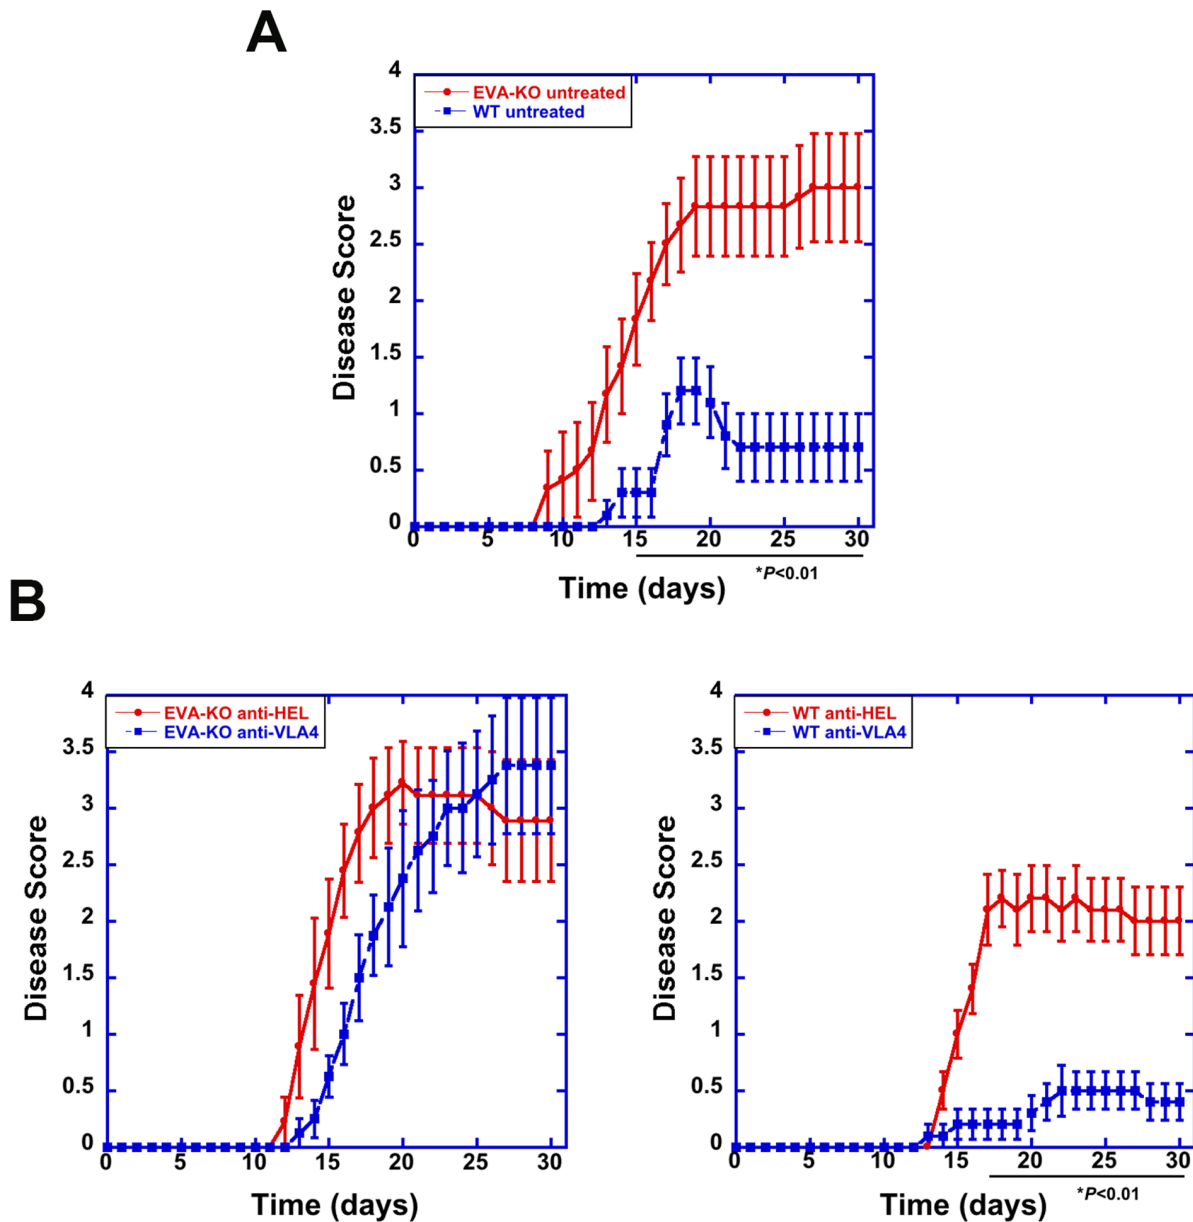 A
EVA-KO untreated
WT untreated
Disease Score
4
3.5
3
2.5
2
1.5
1
0.5
0
0 5 10 15 20 25 30
*P<0.01
Time (days)
B
EVA-KO anti-HEL
EVA-KO anti-VLA4
Disease Score
4
3.5
3
2.5
2
1.5
1
0.5
0
0 5 10 15 20 25 30
Time (days)
WT anti-HEL
WT anti-VLA4
Disease Score
4
3.5
3
2.5
2
1.5
1
0.5
0
0 5 10 15 20 25 30
*P<0.01
Time (days)